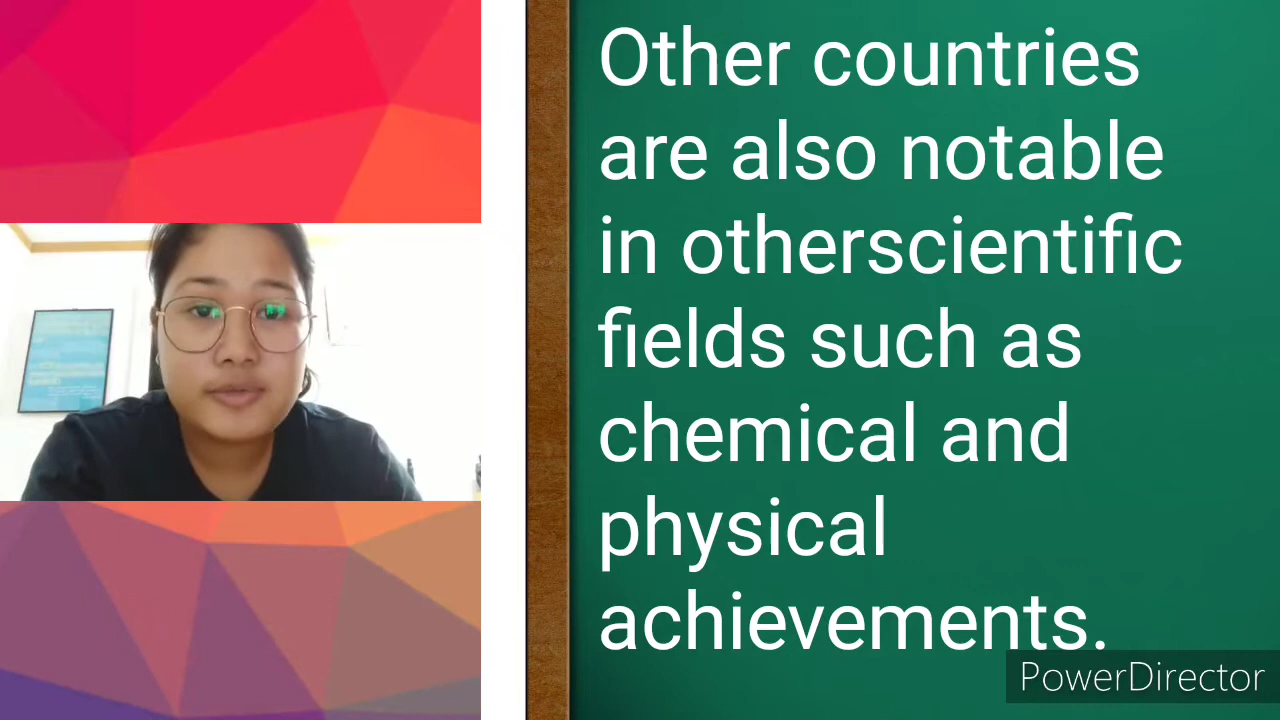 Other countries
are also notable
in otherscientific
fields such as
chemical and
physical
achievements.
PowerDirector